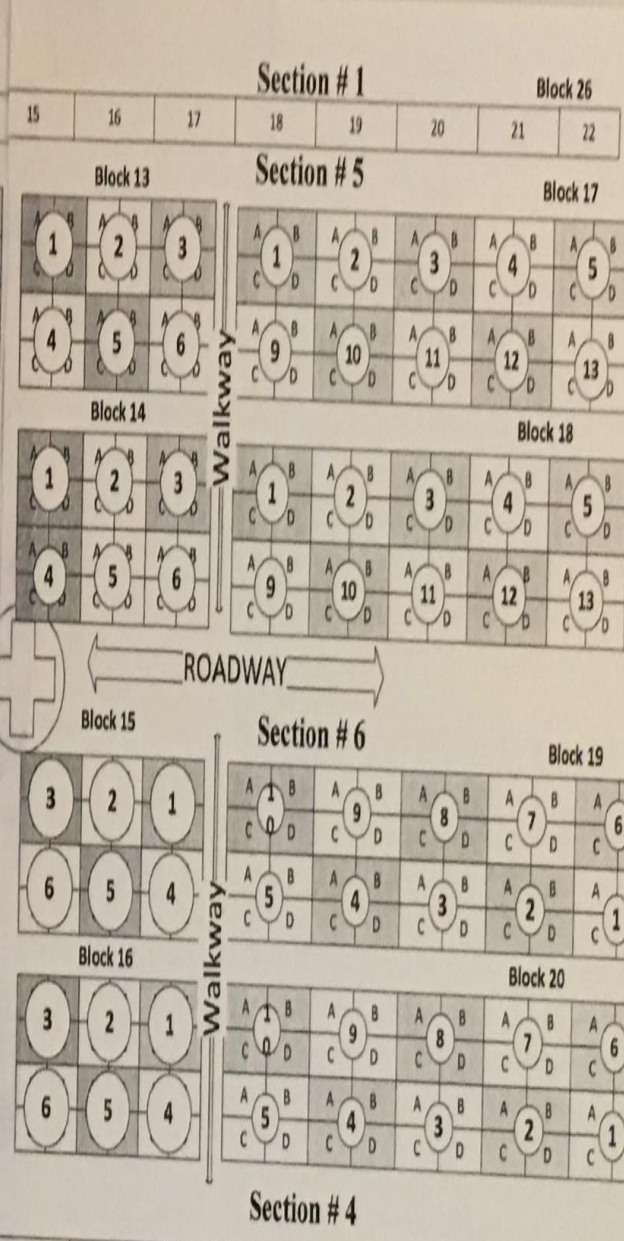 Section # 1
Block 26
15 16 17 18 19 20 21 22
Section # 5
Block 13
Block 17
A B A B A B A B A B A B A B A B
1 2 3 1 2 3 4 5
C D C D C D C D C D C D C D C D
A B A B A B A B A B A B A B A B
4 5 6 9 10 11 12 13
C D C D C D C D C D C D C D C D
Walkway
Block 14
Block 18
A B A B A B A B A B A B A B A B
1 2 3 1 2 3 4 5
C D C D C D C D C D C D C D C D
A B A B A B A B A B A B A B A B
4 5 6 9 10 11 12 13
C D C D C D C D C D C D C D C D
ROADWAY
Block 15
Section # 6
Block 19
A B A B A B A B A
3 2 1 10 9 8 7 6
C D C D C D C D C
A B A B A B A B A
6 5 4 5 4 3 2 1
C D C D C D C D C
Walkway
Block 16
Block 20
A B A B A B A B A
3 2 1 10 9 8 7 6
C D C D C D C D C
A B A B A B A B A
6 5 4 5 4 3 2 1
C D C D C D C D C
Section # 4